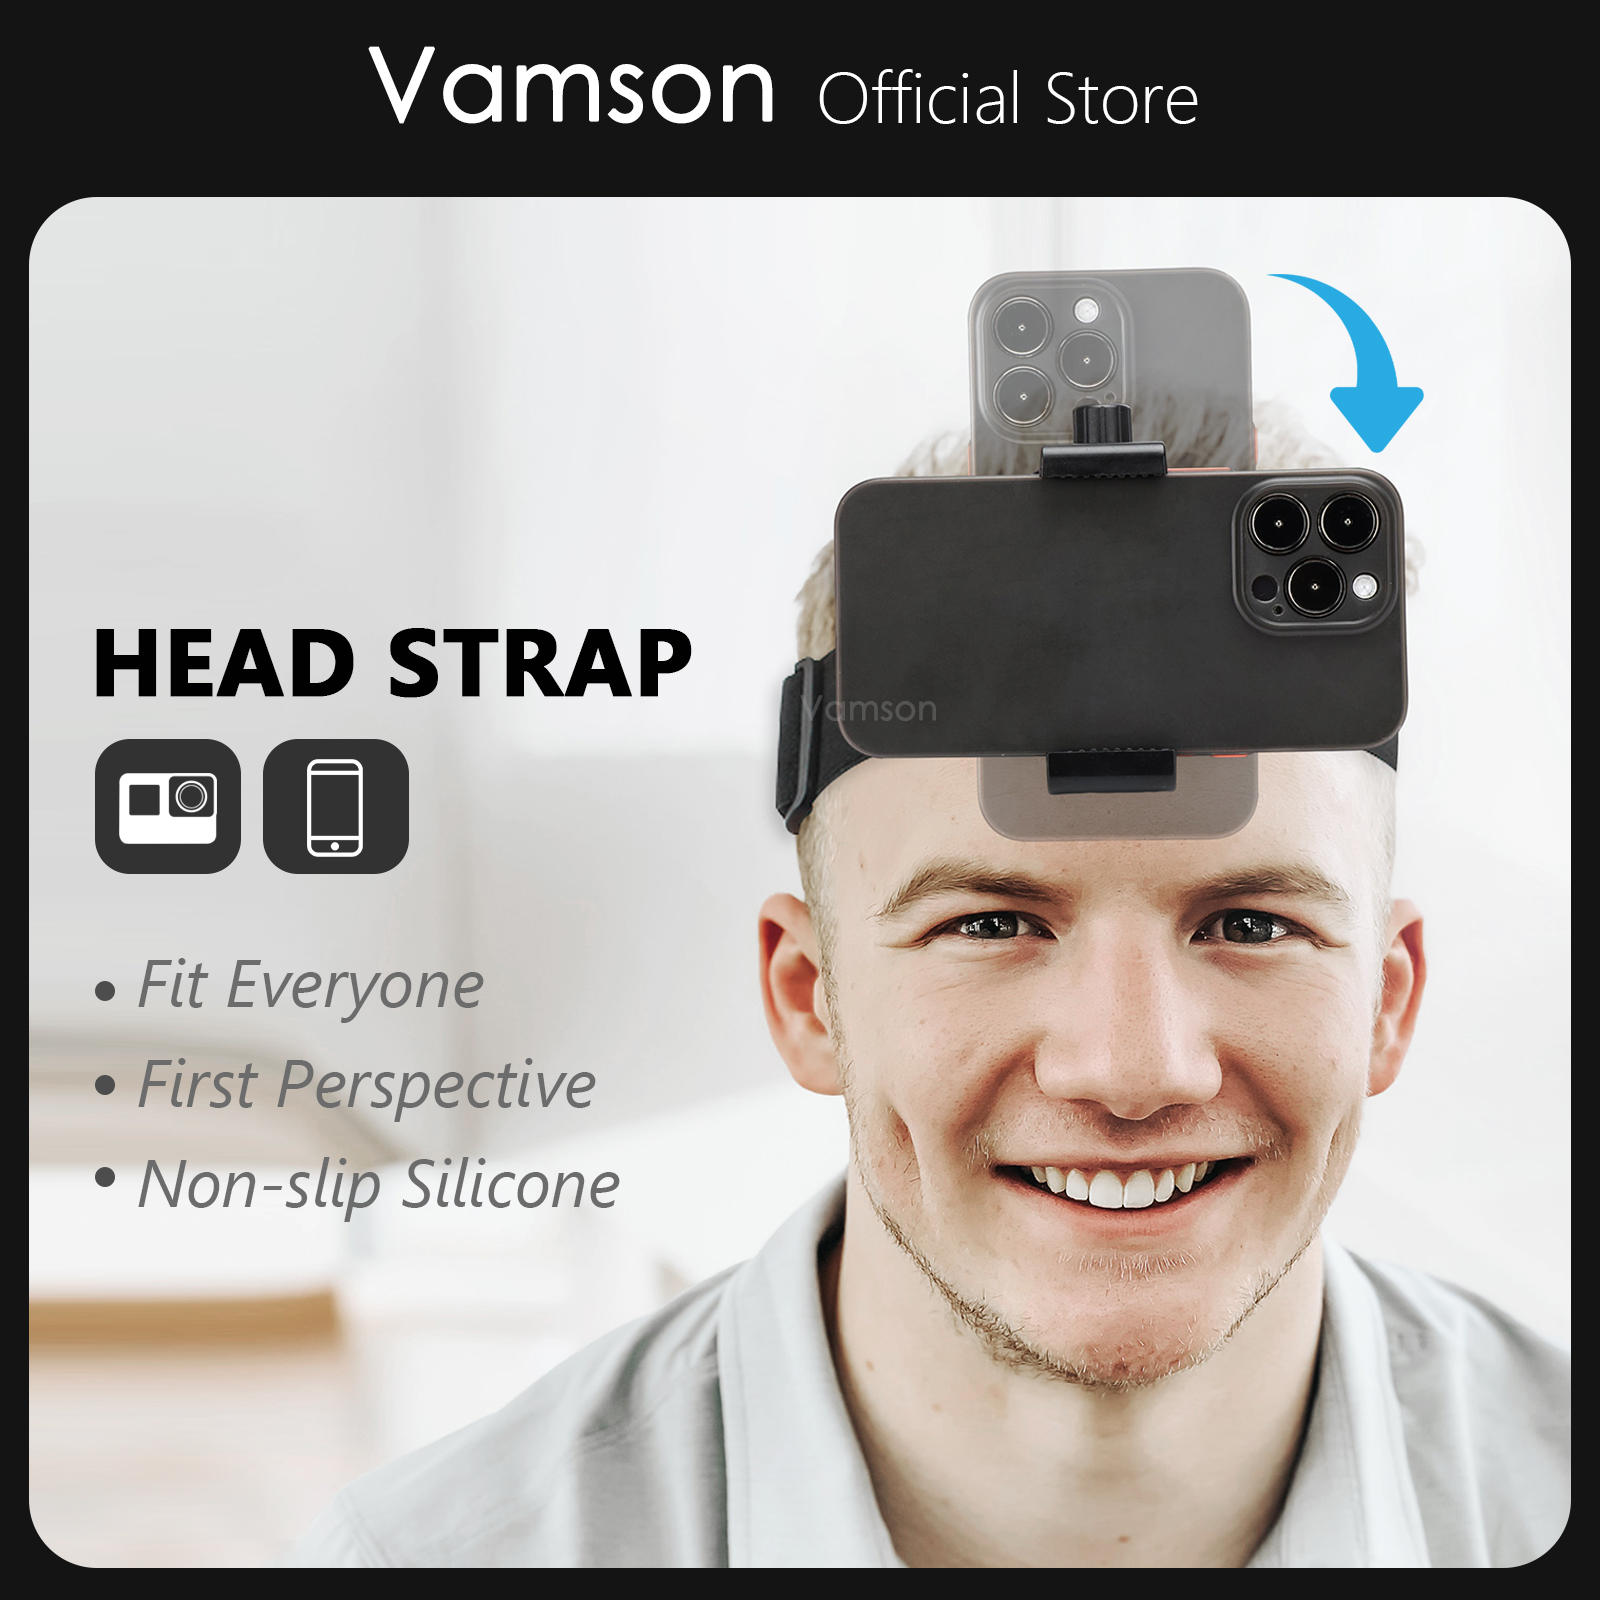 Vamson Official Store
HEAD STRAP
Vamson
• Fit Everyone
• First Perspective
• Non-slip Silicone